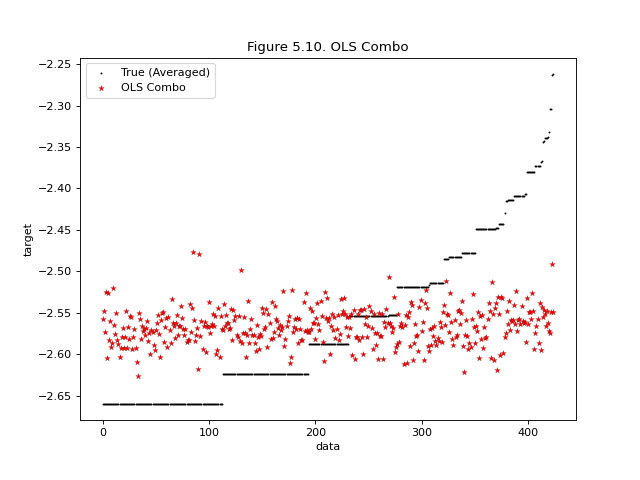 Figure 5.10. OLS Combo
True (Averaged)
OLS Combo
target
−2.25
−2.30
−2.35
−2.40
−2.45
−2.50
−2.55
−2.60
−2.65
0 100 200 300 400
data